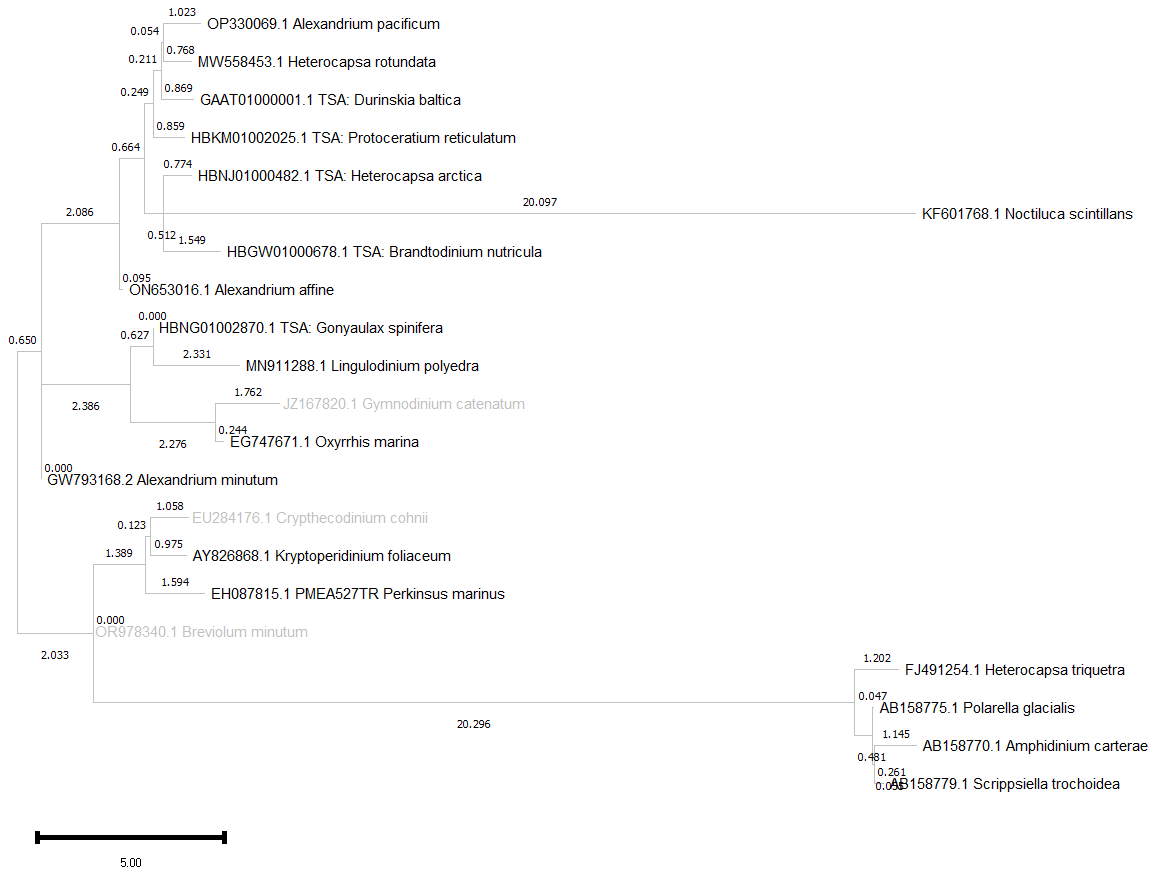 1.023
OP330069.1 Alexandrium pacificum
0.054
0.768
MW558453.1 Heterocapsa rotundata
0.211
0.869
GAAT01000001.1 TSA: Durinskia baltica
0.249
0.859
HBKM01002025.1 TSA: Protoceratium reticulatum
0.664
0.774
HBNJ01000482.1 TSA: Heterocapsa arctica
20.097
KF601768.1 Noctiluca scintillans
2.086
0.512
1.549
HBGW01000678.1 TSA: Brandtodinium nutricula
0.095
ON653016.1 Alexandrium affine
0.000
HBNG01002870.1 TSA: Gonyaulax spinifera
0.627
0.650
2.331
MN911288.1 Lingulodinium polyedra
1.762
JZ167820.1 Gymnodinium catenatum
2.386
0.244
EG747671.1 Oxyrrhis marina
2.276
0.000
GW793168.2 Alexandrium minutum
1.058
EU284176.1 Crypthecodinium cohnii
0.123
0.975
AY826868.1 Kryptoperidinium foliaceum
1.389
1.594
EH087815.1 PMEA527TR Perkinsus marinus
0.000
OR978340.1 Breviolum minutum
2.033
1.202
FJ491254.1 Heterocapsa triquetra
0.047
AB158775.1 Polarella glacialis
20.296
1.145
AB158770.1 Amphidinium carterae
0.481
0.261
AB158779.1 Scrippsiella trochoidea
5.00